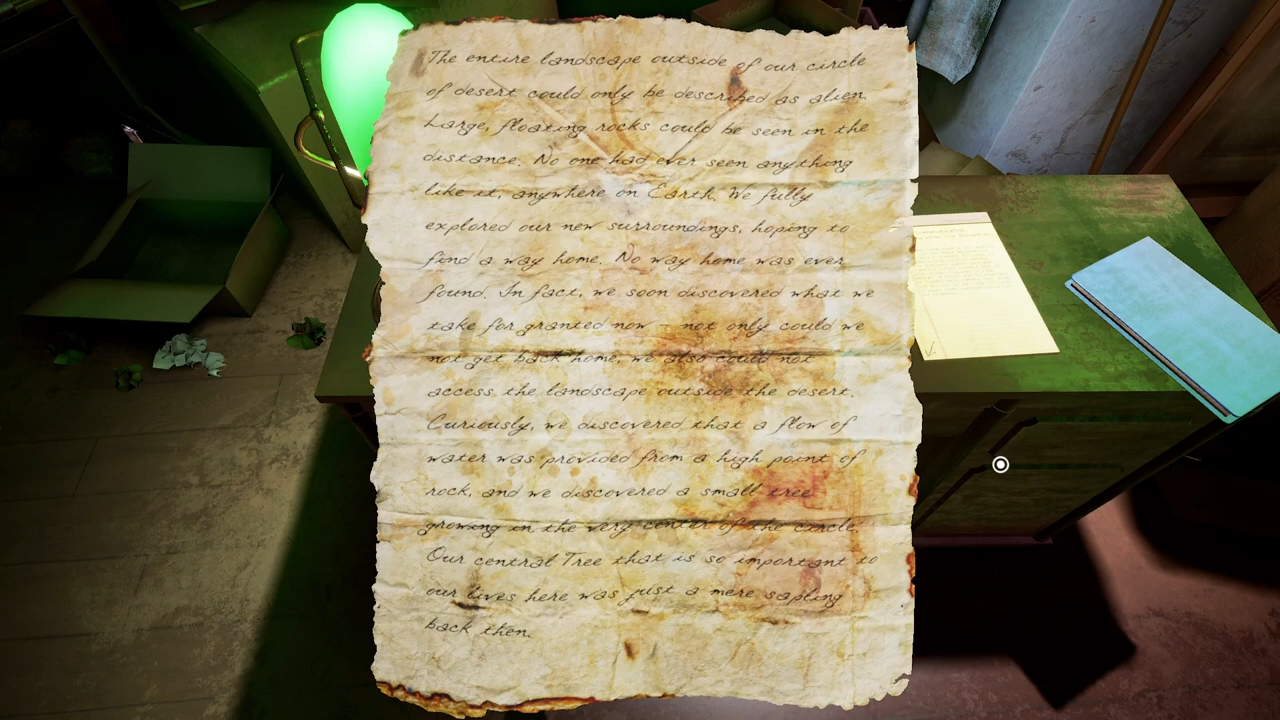 The entire landscape outside of our circle
of desert could only be described as alien.
Large, floating rocks could be seen in the
distance. No one had ever seen anything
like it, anywhere on Earth. We fully
explored our new surroundings, hoping to
find a way home. No way home was ever
found. In fact, we soon discovered what we
take for granted now - not only could we
not get back home, we also could not
access the landscape outside the desert.
Curiously, we discovered that a flow of
water was provided from a high point of
rock, and we discovered a small tree
growing in the very center of the circle.
Our central Tree that is so important to
our lives here was just a mere sapling
back then.